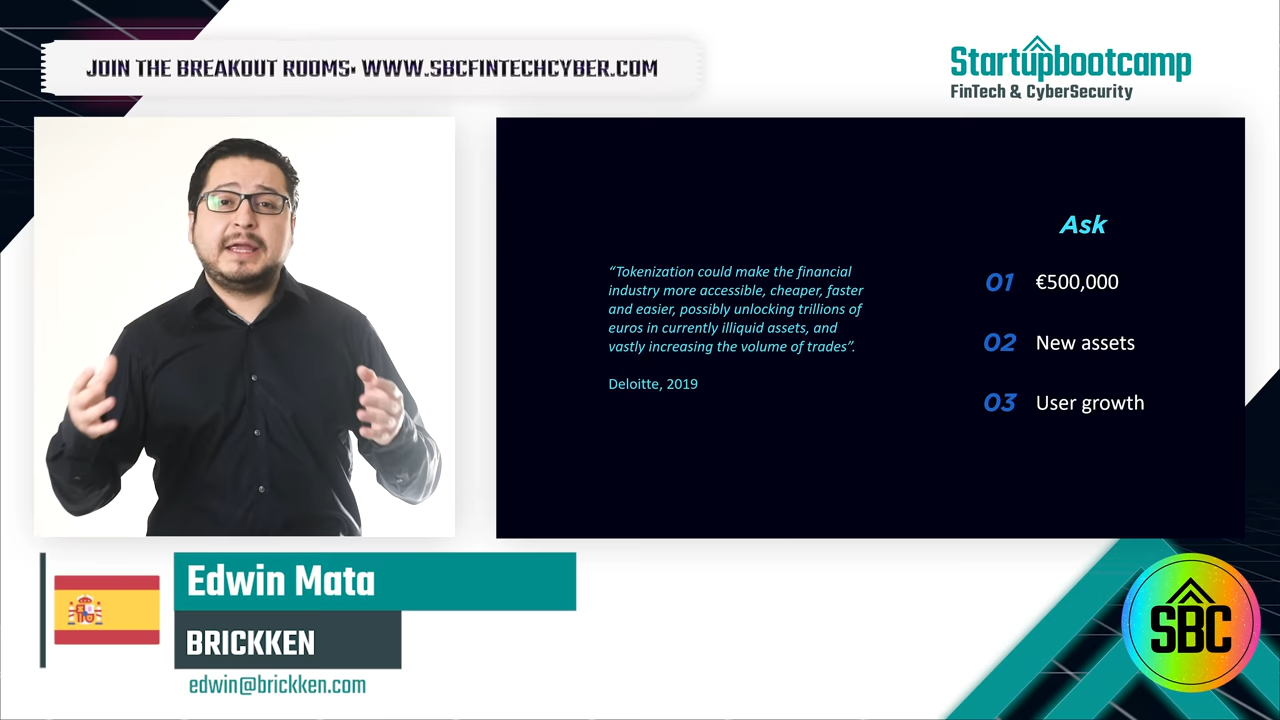 JOIN THE BREAKOUT ROOMS: WWW.SBCFINTECHCYBER.COM
Startupbootcamp
FinTech & CyberSecurity
Ask
“Tokenization could make the financial
industry more accessible, cheaper, faster
and easier, possibly unlocking trillions of
euros in currently illiquid assets, and
vastly increasing the volume of trades”.
Deloitte, 2019
01 €500,000
02 New assets
03 User growth
Edwin Mata
BRICKKEN
edwin@brickken.com
SBC